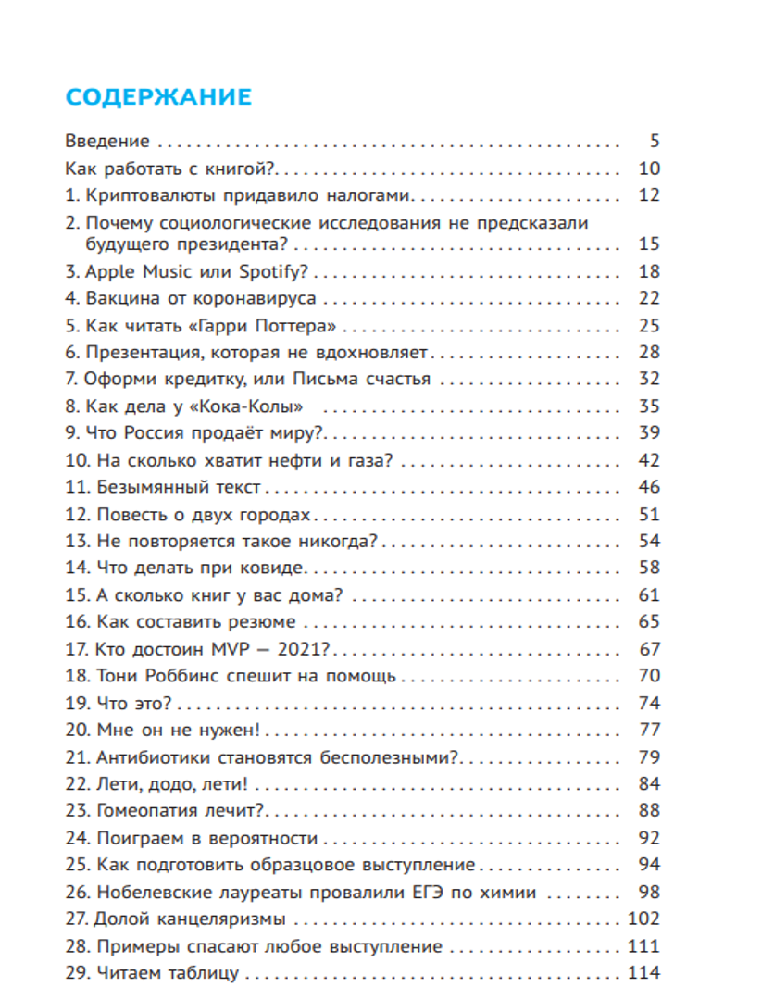 СОДЕРЖАНИЕ
Введение . . . . . . . . . . . . . . . . . . . . . . . . . . . . . . . . . . . . . . . . . . . . . . . . 5
Как работать с книгой?. . . . . . . . . . . . . . . . . . . . . . . . . . . . . . . . . . . . 10
1. Криптовалюты придавило налогами. . . . . . . . . . . . . . . . . . . . . . 12
2. Почему социологические исследования не предсказали
будущего президента? . . . . . . . . . . . . . . . . . . . . . . . . . . . . . . . . . . 15
3. Apple Music или Spotify? . . . . . . . . . . . . . . . . . . . . . . . . . . . . . . . . 18
4. Вакцина от коронавируса . . . . . . . . . . . . . . . . . . . . . . . . . . . . . . . 22
5. Как читать «Гарри Поттера» . . . . . . . . . . . . . . . . . . . . . . . . . . . . . 25
6. Презентация, которая не вдохновляет . . . . . . . . . . . . . . . . . . . . 28
7. Оформи кредитку, или Письма счастья . . . . . . . . . . . . . . . . . . . 32
8. Как дела у «Кока-Колы» . . . . . . . . . . . . . . . . . . . . . . . . . . . . . . . 35
9. Что Россия продаёт миру?. . . . . . . . . . . . . . . . . . . . . . . . . . . . . . . 39
10. На сколько хватит нефти и газа? . . . . . . . . . . . . . . . . . . . . . . . 42
11. Безымянный текст . . . . . . . . . . . . . . . . . . . . . . . . . . . . . . . . . . . . . 46
12. Повесть о двух городах . . . . . . . . . . . . . . . . . . . . . . . . . . . . . . . . 51
13. Не повторяется такое никогда? . . . . . . . . . . . . . . . . . . . . . . . . . 54
14. Что делать при ковиде. . . . . . . . . . . . . . . . . . . . . . . . . . . . . . . . . 58
15. А сколько книг у вас дома? . . . . . . . . . . . . . . . . . . . . . . . . . . . . 61
16. Как составить резюме . . . . . . . . . . . . . . . . . . . . . . . . . . . . . . . . . 65
17. Кто достоин MVP — 2021? . . . . . . . . . . . . . . . . . . . . . . . . . . . . . . 67
18. Тони Роббинс спешит на помощь . . . . . . . . . . . . . . . . . . . . . . . 70
19. Что это? . . . . . . . . . . . . . . . . . . . . . . . . . . . . . . . . . . . . . . . . . . . . . . 74
20. Мне он не нужен! . . . . . . . . . . . . . . . . . . . . . . . . . . . . . . . . . . . . . 77
21. Антибиотики становятся бесполезными?. . . . . . . . . . . . . . . . . 79
22. Лети, додо, лети! . . . . . . . . . . . . . . . . . . . . . . . . . . . . . . . . . . . . . . 84
23. Гомеопатия лечит?. . . . . . . . . . . . . . . . . . . . . . . . . . . . . . . . . . . . . 88
24. Поиграем в вероятности . . . . . . . . . . . . . . . . . . . . . . . . . . . . . . . 92
25. Как подготовить образцовое выступление . . . . . . . . . . . . . . . 94
26. Нобелевские лауреаты провалили ЕГЭ по химии . . . . . . . . 98
27. Долой канцеляризмы . . . . . . . . . . . . . . . . . . . . . . . . . . . . . . . . . . 102
28. Примеры спасают любое выступление . . . . . . . . . . . . . . . . . . 111
29. Читаем таблицу . . . . . . . . . . . . . . . . . . . . . . . . . . . . . . . . . . . . . . . 114